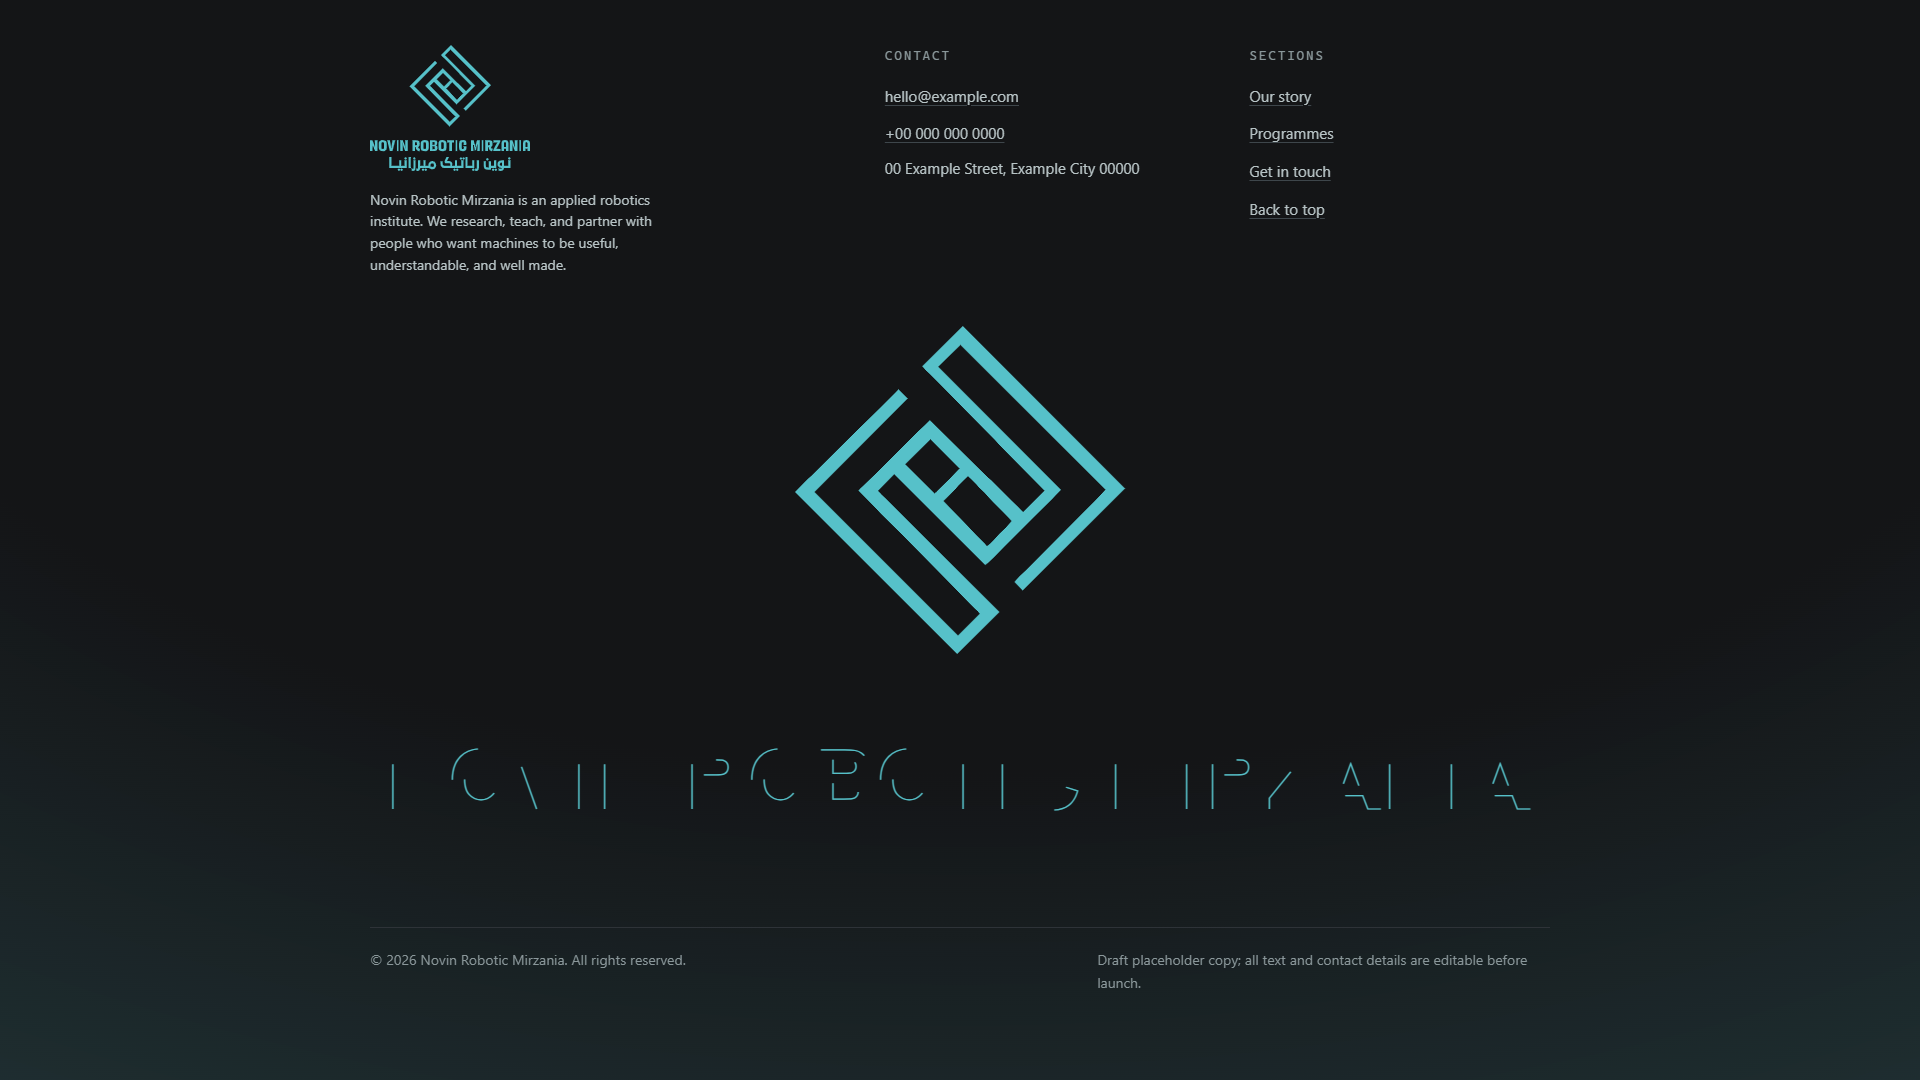 NOVIN ROBOTIC MIRZANIA
نوین رباتیک میرزانیا
Novin Robotic Mirzania is an applied robotics
institute. We research, teach, and partner with
people who want machines to be useful,
understandable, and well made.
CONTACT
hello@example.com
+00 000 000 0000
00 Example Street, Example City 00000
SECTIONS
Our story
Programmes
Get in touch
Back to top
© 2026 Novin Robotic Mirzania. All rights reserved.
Draft placeholder copy; all text and contact details are editable before
launch.